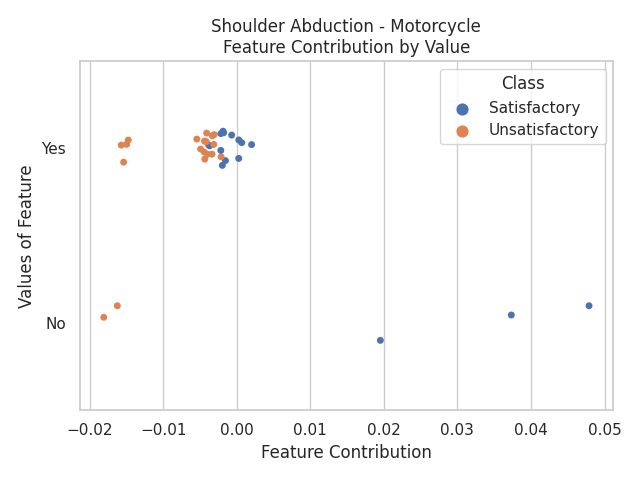 Shoulder Abduction - Motorcycle
Feature Contribution by Value
Class
Satisfactory
Unsatisfactory
Values of Feature
Yes
No
−0.02
−0.01
0.00
0.01
0.02
0.03
0.04
0.05
Feature Contribution